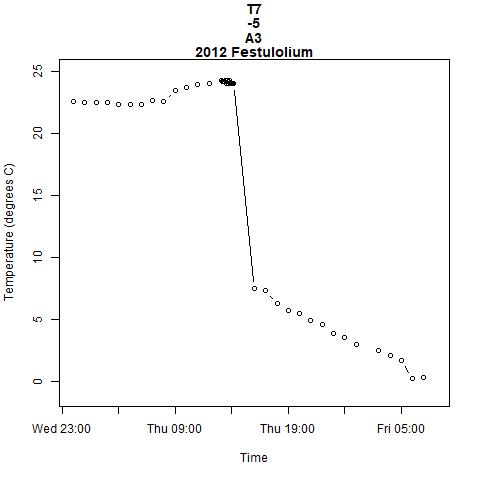 T7
-5
A3
2012 Festulolium
Temperature (degrees C)
25
20
15
10
5
0
Wed 23:00 Thu 09:00 Thu 19:00 Fri 05:00
Time